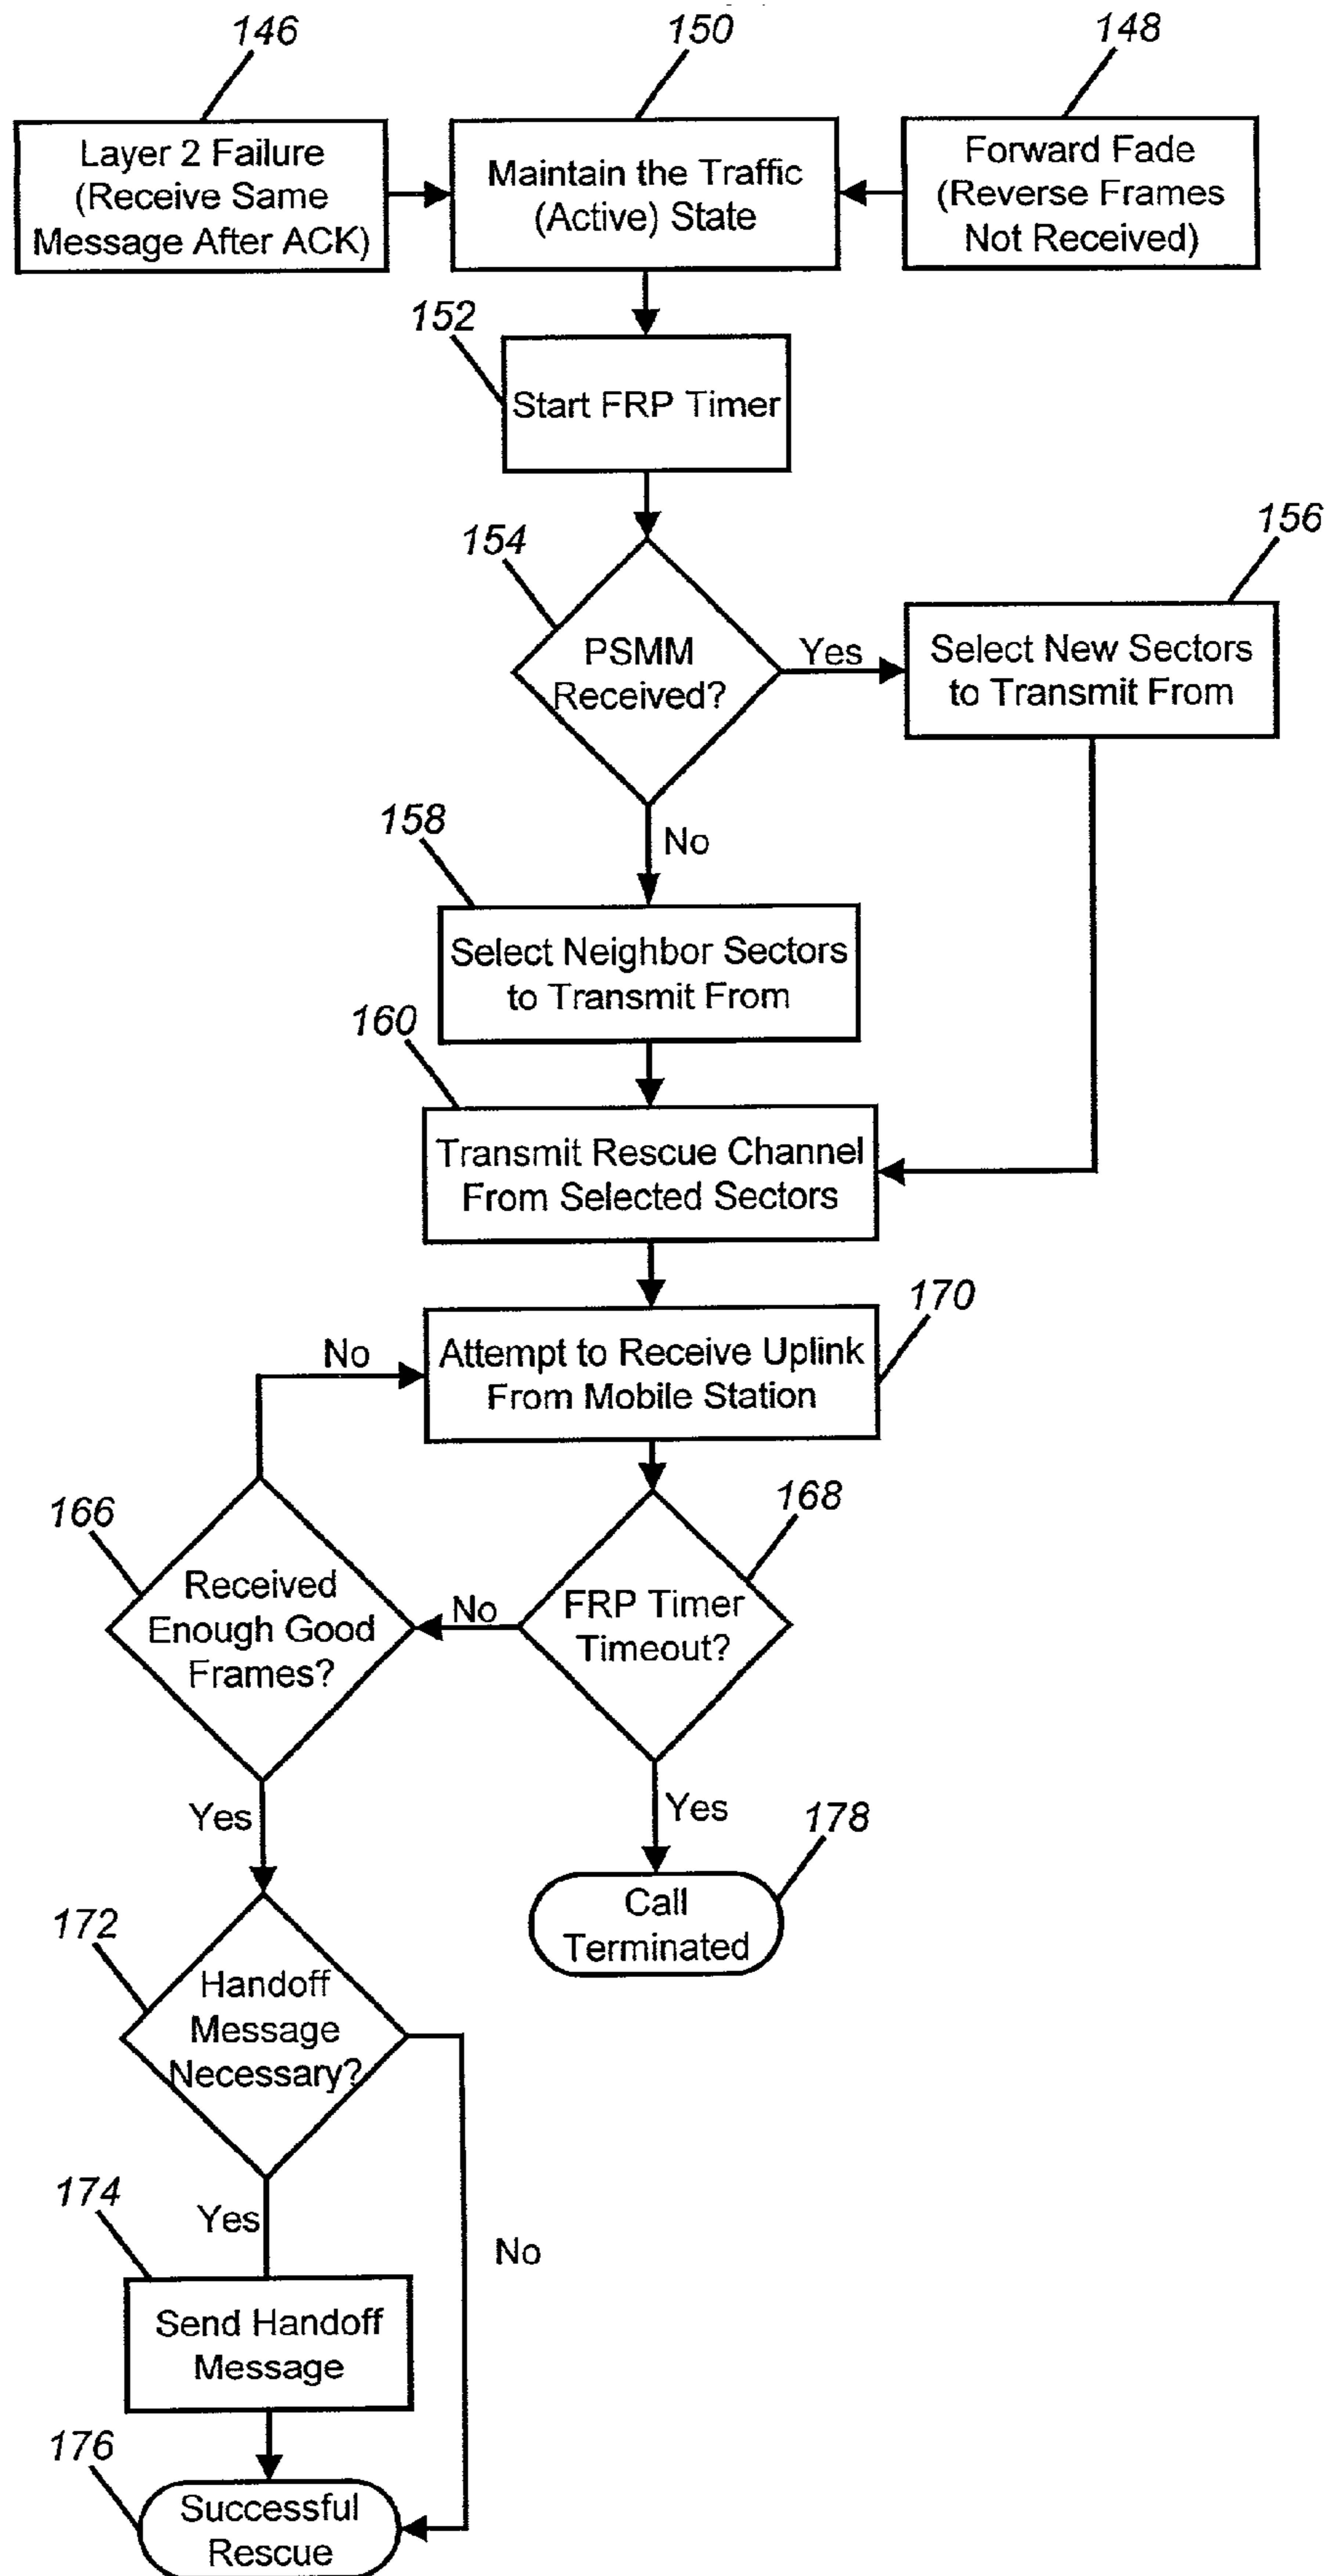 146
150
148
Layer 2 Failure
(Receive Same
Message After ACK)
Maintain the Traffic
(Active) State
Forward Fade
(Reverse Frames
Not Received)
152
Start FRP Timer
154
156
PSMM
Received?
Yes
Select New Sectors
to Transmit From
158
No
Select Neighbor Sectors
to Transmit From
160
Transmit Rescue Channel
From Selected Sectors
170
No
Attempt to Receive Uplink
From Mobile Station
166
168
Received
Enough Good
Frames?
No
FRP Timer
Timeout?
Yes
Yes
178
Call
Terminated
172
Handoff
Message
Necessary?
174
Yes
No
Send Handoff
Message
176
Successful
Rescue